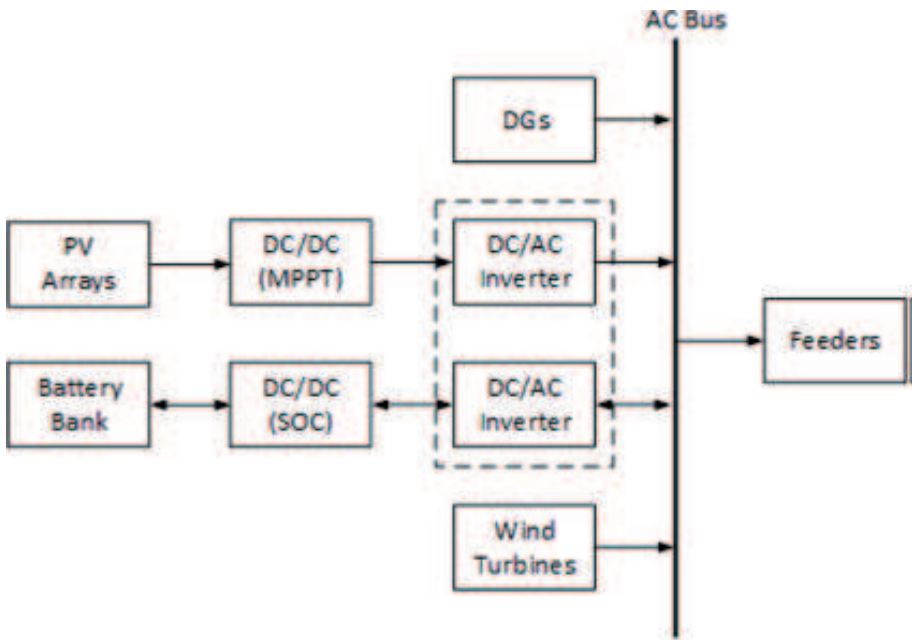 AC Bus
DGs
PV
Arrays
DC/DC
(MPPT)
DC/AC
Inverter
Feeders
Battery
Bank
DC/DC
(SOC)
DC/AC
Inverter
Wind
Turbines